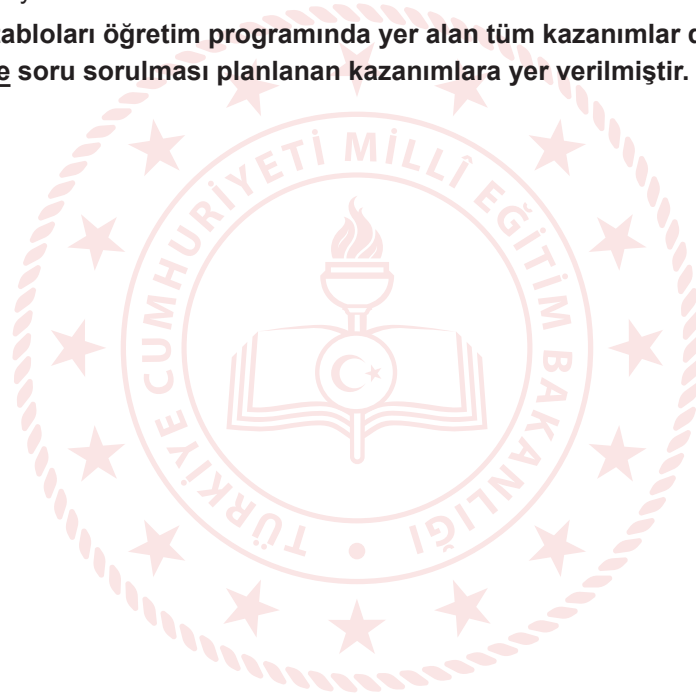 tabloları öğretim programında yer alan tüm kazanımlar
soru sorulması planlanan kazanımlara yer verilmiştir.
TÜRKİYE CUMHURİYETİ MİLLÎ EĞİTİM BAKANLIĞI